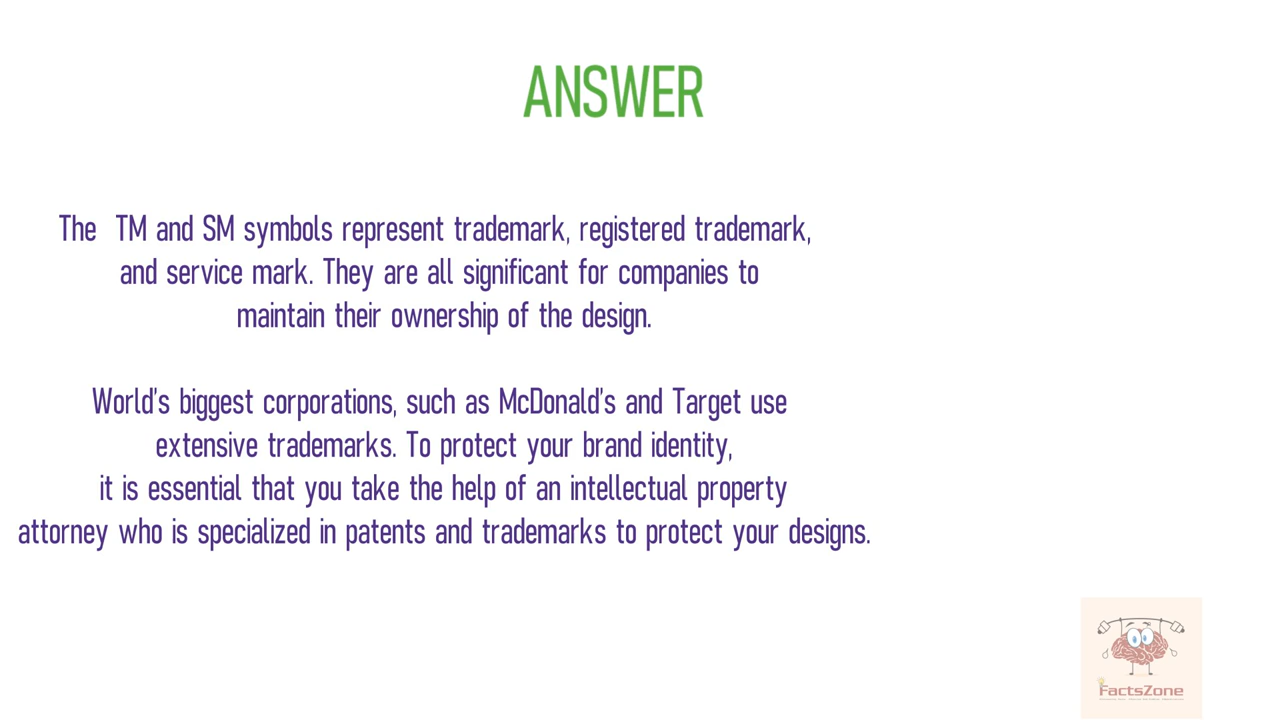 ANSWER
The TM and SM symbols represent trademark, registered trademark,
and service mark. They are all significant for companies to
maintain their ownership of the design.
World's biggest corporations, such as McDonald's and Target use
extensive trademarks. To protect your brand identity,
it is essential that you take the help of an intellectual property
attorney who is specialized in patents and trademarks to protect your designs.
FactsZone